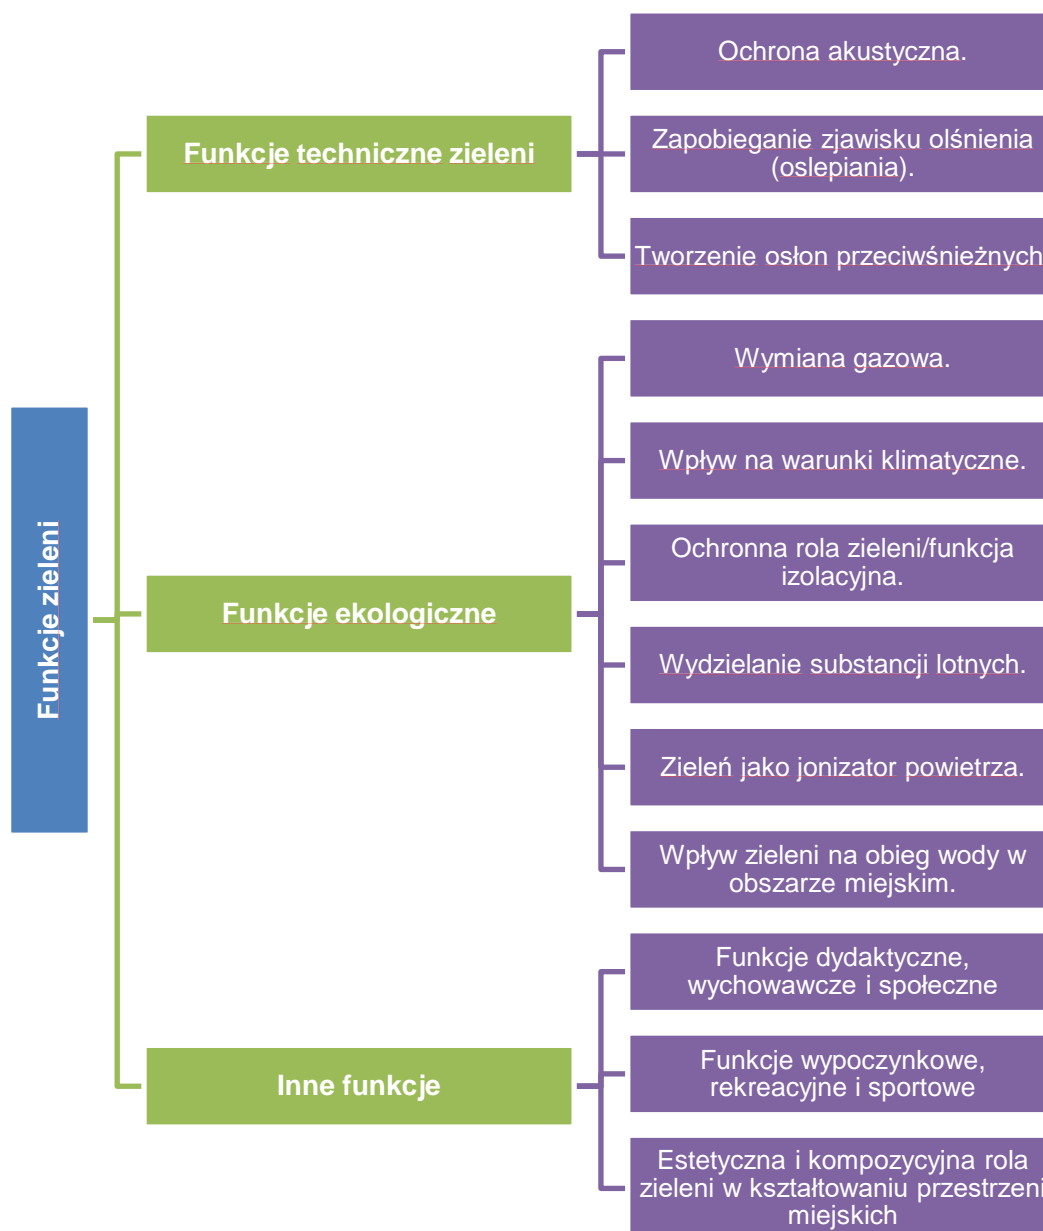 Funkcje zieleni
Funkcje techniczne zieleni
Ochrona akustyczna.
Zapobieganie zjawisku olśnienia
(oslepiania).
Tworzenie osłon przeciwśnieżnych
Funkcje ekologiczne
Wymiana gazowa.
Wpływ na warunki klimatyczne.
Ochronna rola zieleni/funkcja
izolacyjna.
Wydzielanie substancji lotnych.
Zieleń jako jonizator powietrza.
Wpływ zieleni na obieg wody w
obszarze miejskim.
Inne funkcje
Funkcje dydaktyczne,
wychowawcze i społeczne
Funkcje wypoczynkowe,
rekreacyjne i sportowe
Estetyczna i kompozycyjna rola
zieleni w kształtowaniu przestrzeni
miejskich